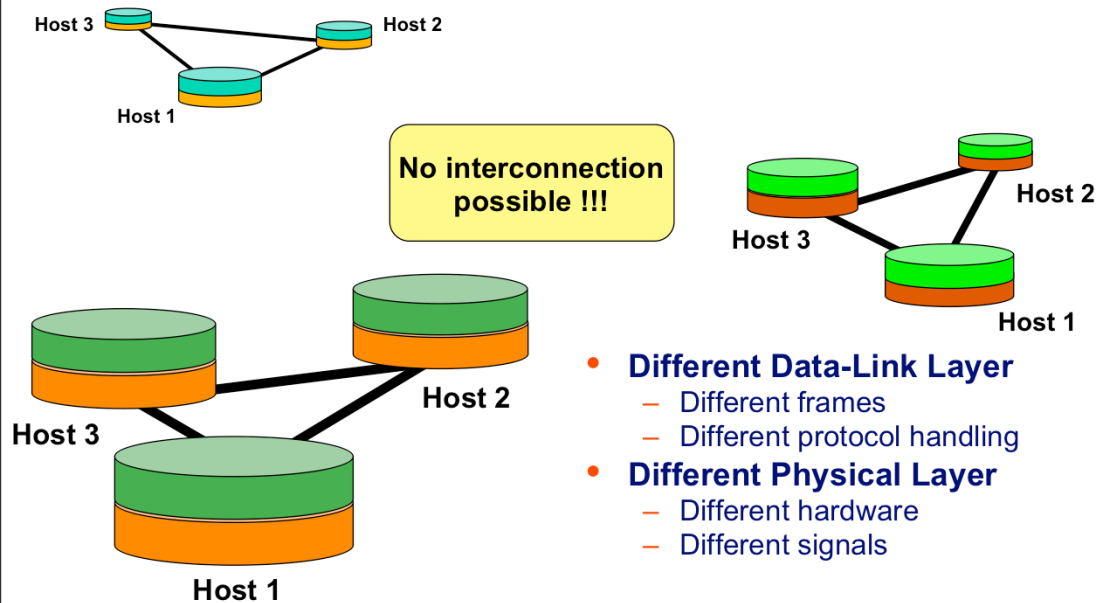 Host 3
Host 2
Host 1
No interconnection
possible !!!
Host 2
Host 3
Host 1
Host 2
Host 3
Host 1
• Different Data-Link Layer
– Different frames
– Different protocol handling
• Different Physical Layer
– Different hardware
– Different signals